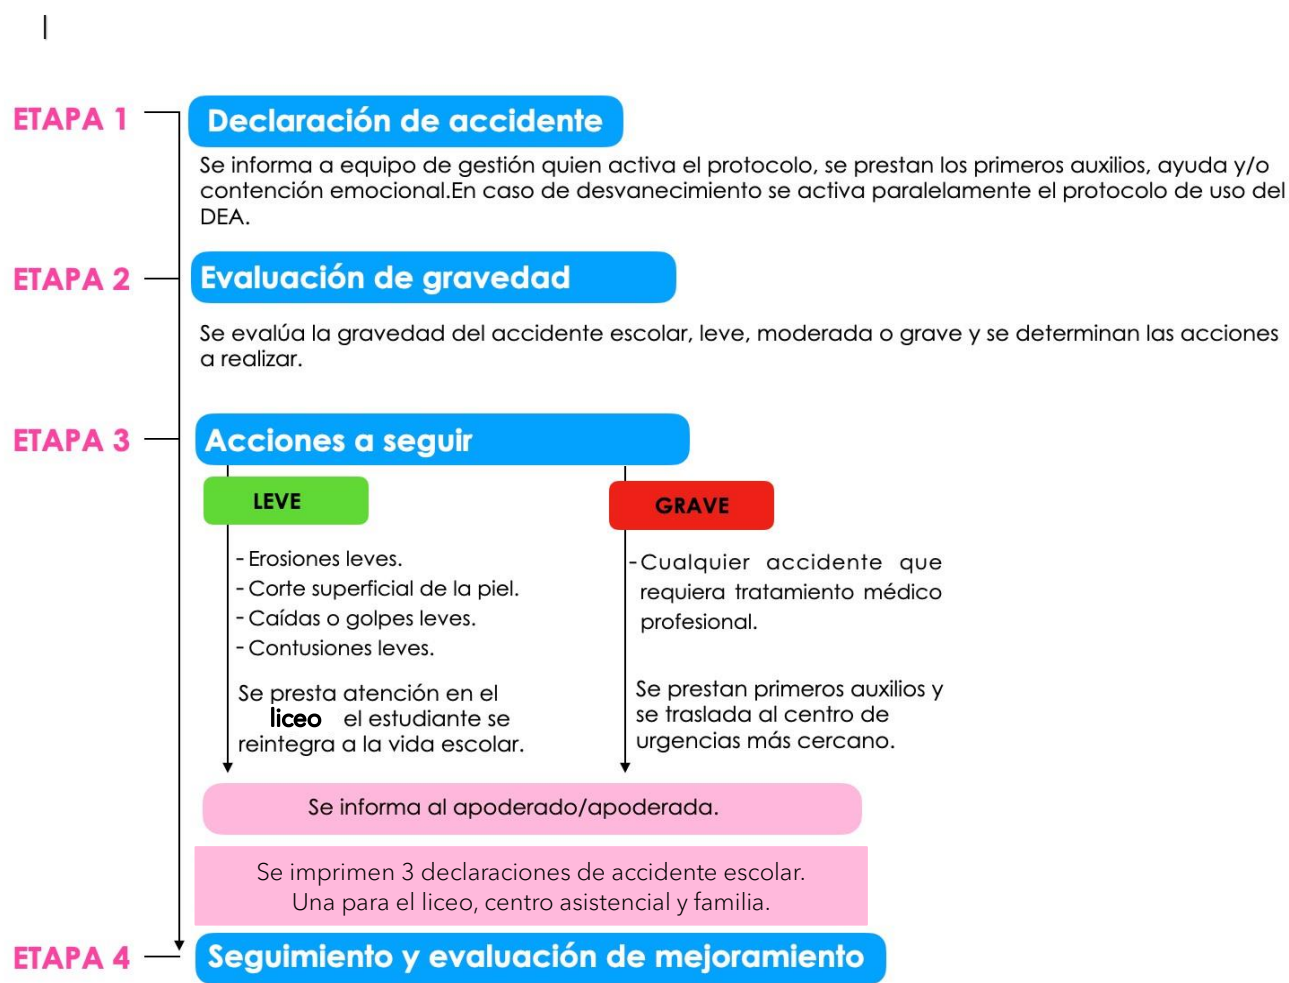 ETAPA 1
Declaración de accidente
Se informa a equipo de gestión quien activa el protocolo, se prestan los primeros auxilios, ayuda y/o
contención emocional.En caso de desvanecimiento se activa paralelamente el protocolo de uso del
DEA.
ETAPA 2
Evaluación de gravedad
Se evalúa la gravedad del accidente escolar, leve, moderada o grave y se determinan las acciones
a realizar.
ETAPA 3
Acciones a seguir
LEVE
- Erosiones leves.
- Corte superficial de la piel.
- Caídas o golpes leves.
- Contusiones leves.
Se presta atención en el
liceo el estudiante se
reintegra a la vida escolar.
GRAVE
- Cualquier accidente que
requiera tratamiento médico
profesional.
Se prestan primeros auxilios y
se traslada al centro de
urgencias más cercano.
Se informa al apoderado/apoderada.
Se imprimen 3 declaraciones de accidente escolar.
Una para el liceo, centro asistencial y familia.
ETAPA 4
Seguimiento y evaluación de mejoramiento